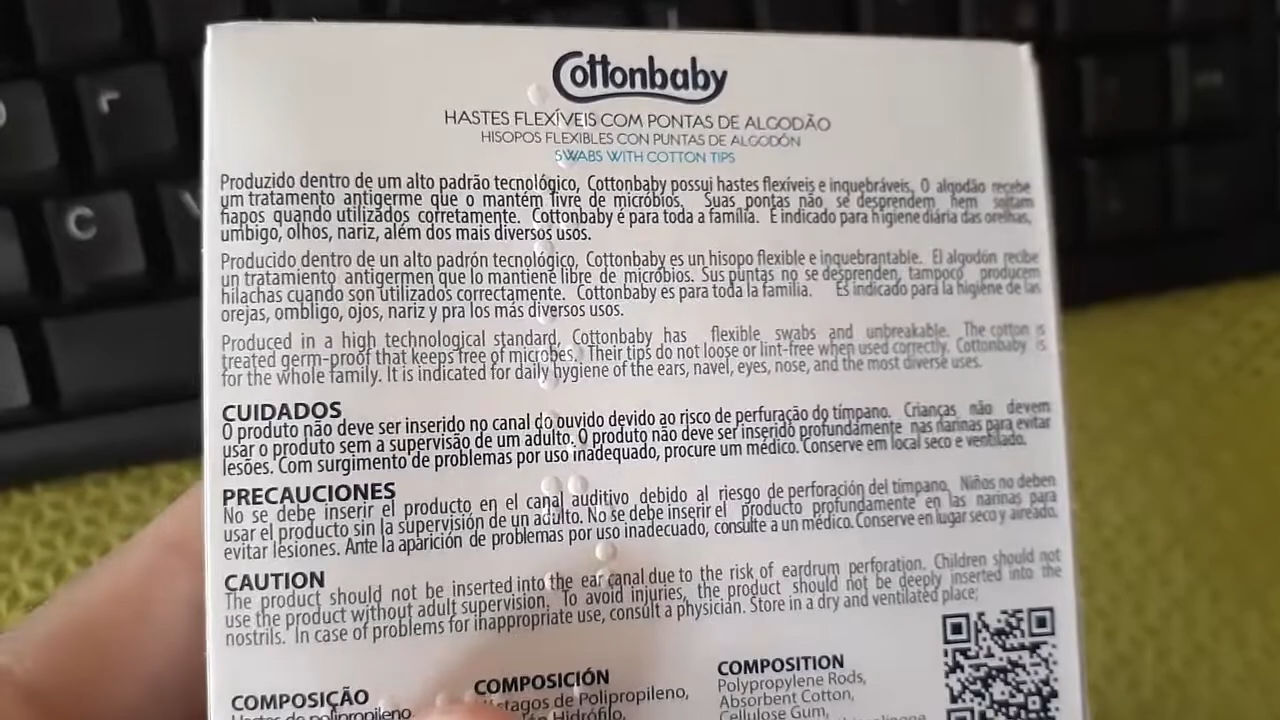 Cottonbaby
HASTES FLEXÍVEIS COM PONTAS DE ALGODÃO
HISOPOS FLEXIBLES CON PUNTAS DE ALGODÓN
SWABS WITH COTTON TIPS
Produzido dentro de um alto padrão tecnológico, Cottonbaby possui hastes flexíveis e inquebráveis. O algodão recebe
um tratamento antigerme que o mantém livre de micróbios. Suas pontas não se desprendem nem soltam
fiapos quando utilizados corretamente. Cottonbaby é para toda a família. É indicado para higiene diária das orelhas,
umbigo, olhos, nariz, além dos mais diversos usos.
Producido dentro de un alto padrón tecnológico, Cottonbaby es un hisopo flexible e inquebrantable. El algodón recibe
un tratamiento antigermen que lo mantiene libre de micróbios. Sus puntas no se desprenden, tampoco producem
hilachas cuando son utilizados correctamente. Cottonbaby es para toda la familia. Es indicado para la higiene de las
orejas, ombligo, ojos, nariz y pra los más diversos usos.
Produced in a high technological standard, Cottonbaby has flexible swabs and unbreakable. The cotton is
treated germ-proof that keeps free of microbes. Their tips do not loose or lint-free when used correctly. Cottonbaby is
for the whole family. It is indicated for daily hygiene of the ears, navel, eyes, nose, and the most diverse uses.
CUIDADOS
O produto não deve ser inserido no canal do ouvido devido ao risco de perfuração do tímpano. Crianças não devem
usar o produto sem a supervisão de um adulto. O produto não deve ser inserido profundamente nas narinas para evitar
lesões. Com surgimento de problemas por uso inadequado, procure um médico. Conserve em local seco e ventilado.
PRECAUCIONES
No se debe inserir el producto en el canal auditivo debido al riesgo de perforación del tímpano. Niños no deben
usar el producto sin la supervisión de un adulto. No se debe inserir el producto profundamente en las narinas para
evitar lesiones. Ante la aparición de problemas por uso inadecuado, consulte a un médico. Conserve en lugar seco y aireado.
CAUTION
The product should not be inserted into the ear canal due to the risk of eardrum perforation. Children should not
use the product without adult supervision. To avoid injuries, the product should not be deeply inserted into the
nostrils. In case of problems for inappropriate use, consult a physician. Store in a dry and ventilated place;
COMPOSIÇÃO
Hastes de polipropileno
COMPOSICIÓN
de Polipropileno,
Hidrófilo,
COMPOSITION
Polypropylene Rods,
Absorbent Cotton,
Cellulose Gum,
C